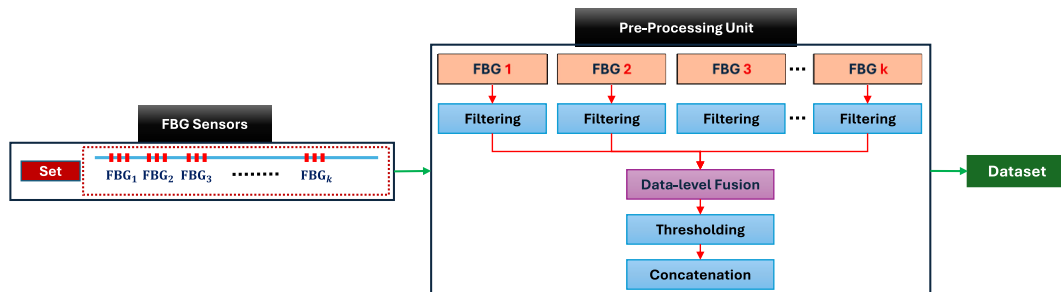 Pre-Processing Unit
FBG 1 FBG 2 FBG 3 ... FBG k
FBG Sensors
Filtering Filtering Filtering ... Filtering
Set
FBG₁ FBG₂ FBG₃ ......... FBGₖ
Data-level Fusion
Dataset
Thresholding
Concatenation